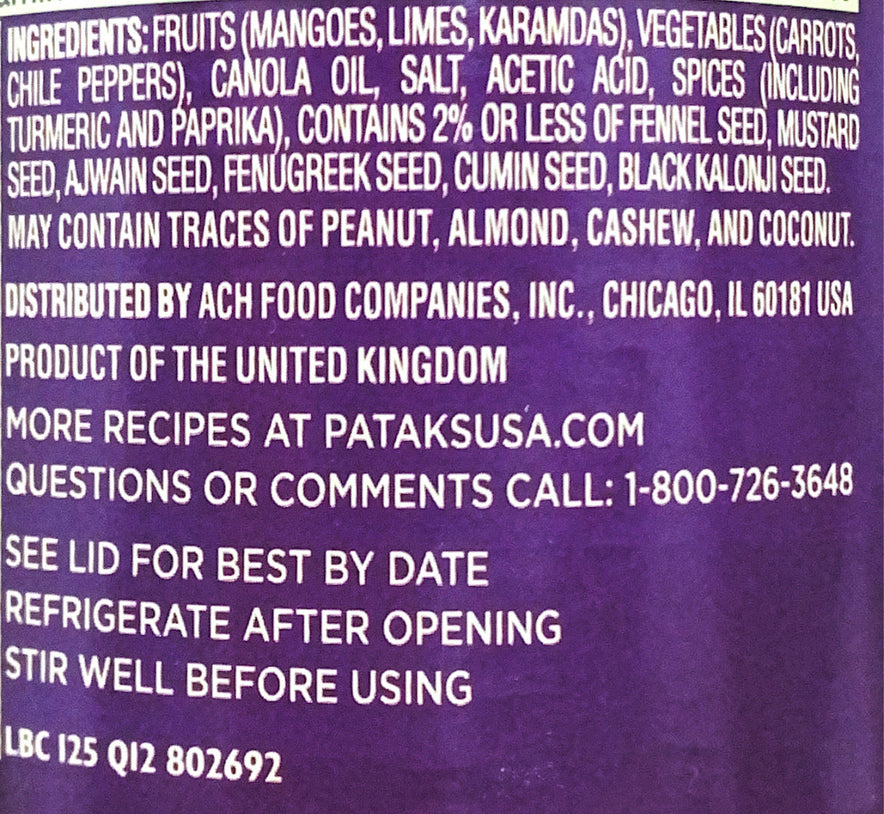 INGREDIENTS: FRUITS (MANGOES, LIMES, KARAMDAS), VEGETABLES (CARROTS,
CHILE PEPPERS), CANOLA OIL, SALT, ACETIC ACID, SPICES (INCLUDING
TURMERIC AND PAPRIKA), CONTAINS 2% OR LESS OF FENNEL SEED, MUSTARD
SEED, AJWAIN SEED, FENUGREEK SEED, CUMIN SEED, BLACK KALONJI SEED.
MAY CONTAIN TRACES OF PEANUT, ALMOND, CASHEW, AND COCONUT.
DISTRIBUTED BY ACH FOOD COMPANIES, INC., CHICAGO, IL 60181 USA
PRODUCT OF THE UNITED KINGDOM
MORE RECIPES AT PATAKSUSA.COM
QUESTIONS OR COMMENTS CALL: 1-800-726-3648
SEE LID FOR BEST BY DATE
REFRIGERATE AFTER OPENING
STIR WELL BEFORE USING
LBC 125 Q12 802692